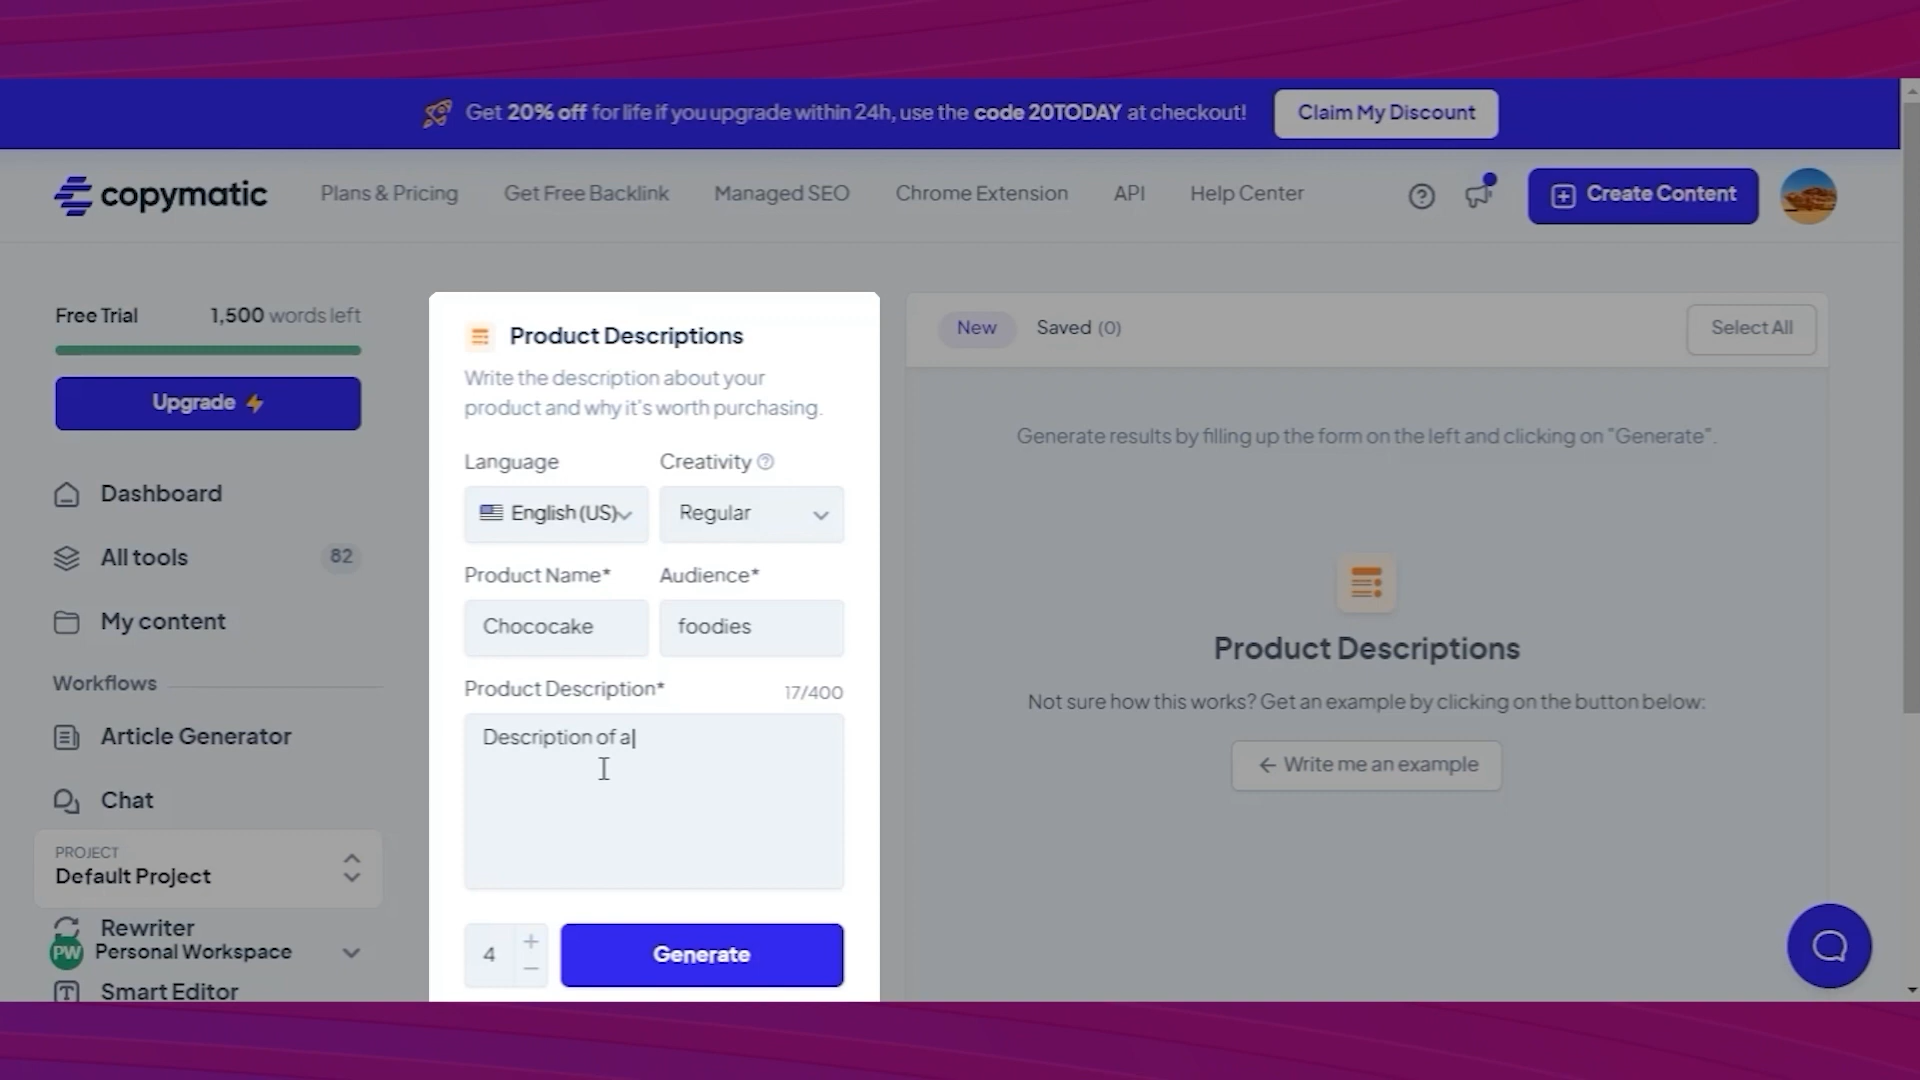 Get 20% off for life if you upgrade within 24h, use the code 20TODAY at checkout!
Claim My Discount
copymatic
Plans & Pricing
Get Free Backlink
Managed SEO
Chrome Extension
API
Help Center
Create Content
Free Trial
1,500 words left
Upgrade
Dashboard
All tools
82
My content
Workflows
Article Generator
Chat
PROJECT
Default Project
Rewriter
PW
Personal Workspace
Smart Editor
Product Descriptions
Write the description about your
product and why it's worth purchasing.
Language
Creativity
English (US)
Regular
Product Name*
Audience*
Chococake
foodies
Product Description*
17/400
Description of a
4
Generate
New
Saved (0)
Select All
Generate results by filling up the form on the left and clicking on "Generate".
Product Descriptions
Not sure how this works? Get an example by clicking on the button below:
← Write me an example